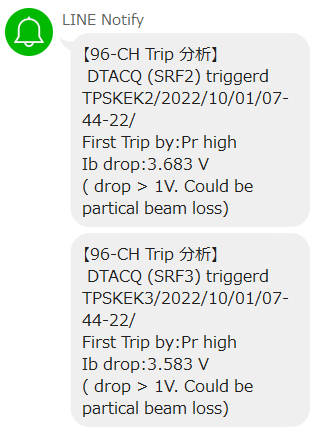 LINE Notify
【96-CH Trip 分析】
DTACQ (SRF2) triggerd
TPSKEK2/2022/10/01/07-
44-22/
First Trip by:Pr high
Ib drop:3.683 V
( drop > 1V. Could be
partical beam loss)
【96-CH Trip 分析】
DTACQ (SRF3) triggerd
TPSKEK3/2022/10/01/07-
44-22/
First Trip by:Pr high
Ib drop:3.583 V
( drop > 1V. Could be
partical beam loss)